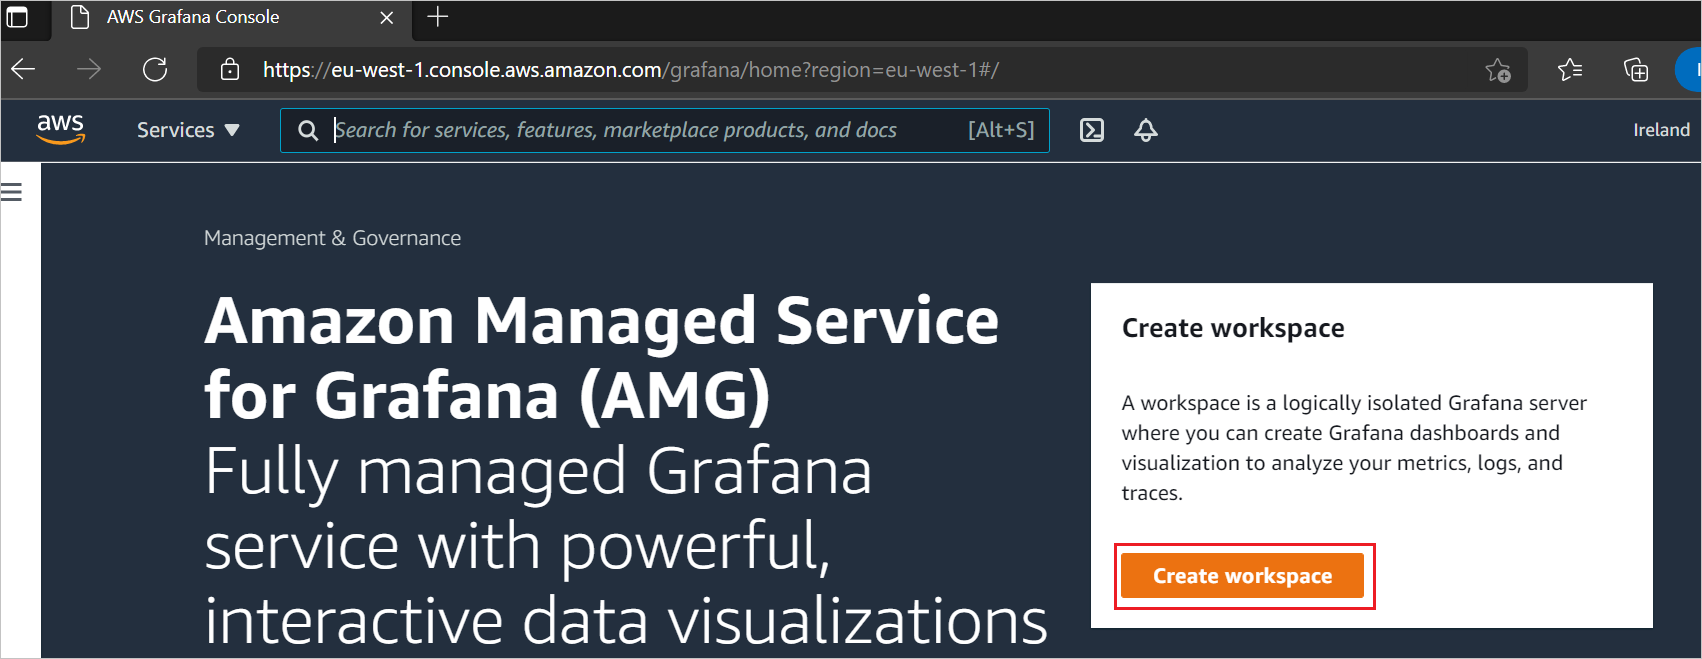 AWS Grafana Console
https://eu-west-1.console.aws.amazon.com/grafana/home?region=eu-west-1#/
aws
Services
Search for services, features, marketplace products, and docs
[Alt+S]
Ireland
Management & Governance
Amazon Managed Service
for Grafana (AMG)
Fully managed Grafana
service with powerful,
interactive data visualizations
Create workspace
A workspace is a logically isolated Grafana server
where you can create Grafana dashboards and
visualization to analyze your metrics, logs, and
traces.
Create workspace